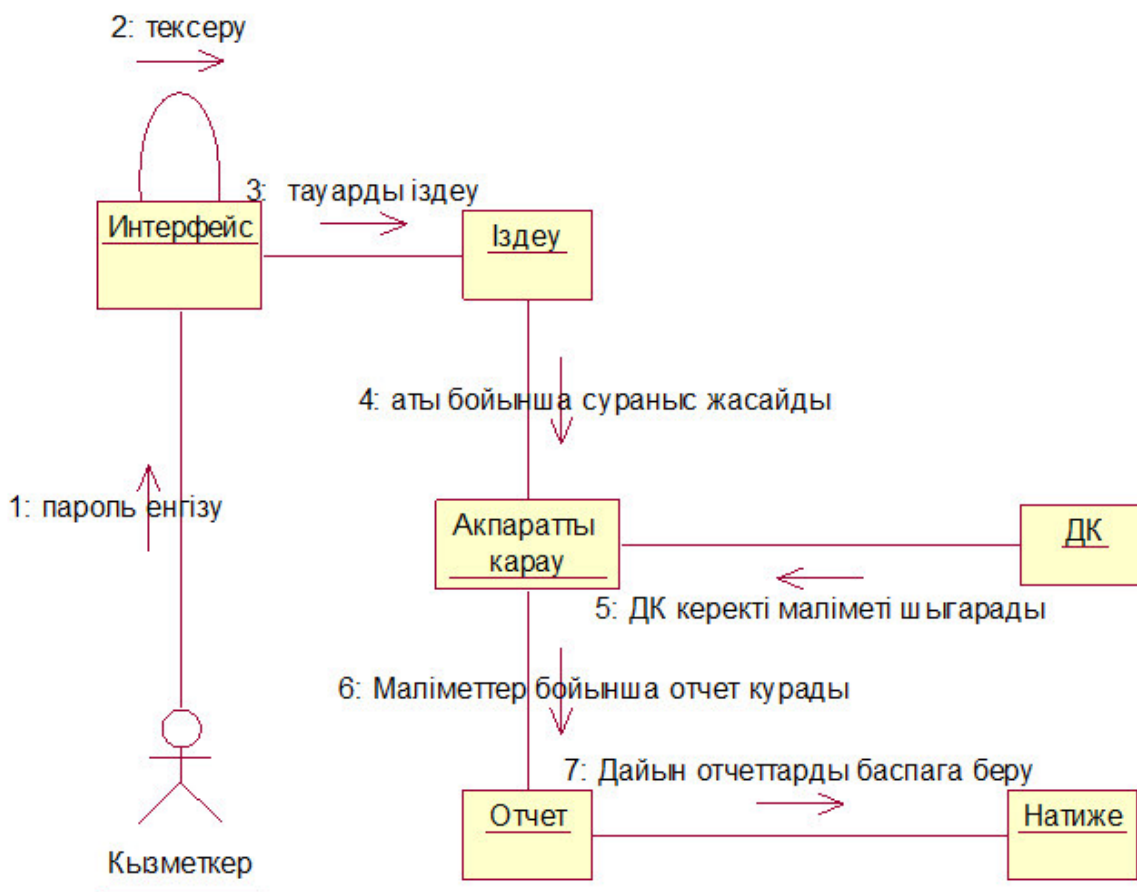 2: тексеру
3: тауарды іздеу
Интерфейс
Іздеу
4: аты бойынша сураныс жасайды
1: пароль енгізу
Акпаратты
карау
ДК
5: ДК керекті маліметі шыгарады
6: Маліметтер бойынша отчет курады
7: Дайын отчеттарды баспага беру
Отчет
Натиже
Кызметкер